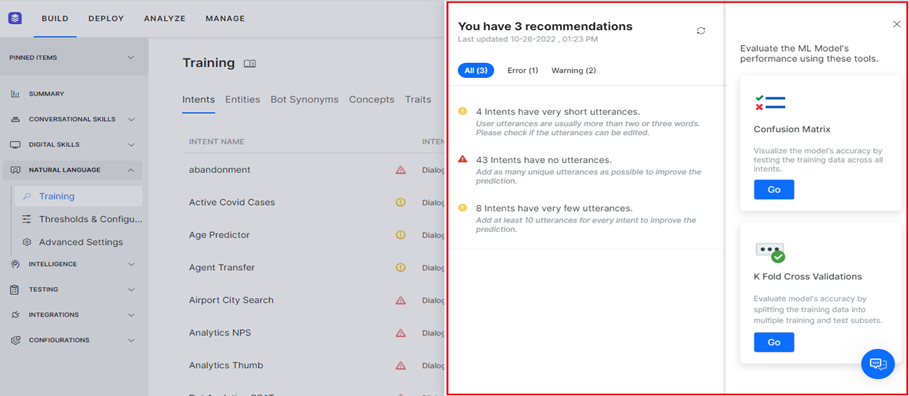 BUILD DEPLOY ANALYZE MANAGE
PINNED ITEMS
SUMMARY
CONVERSATIONAL SKILLS
DIGITAL SKILLS
NATURAL LANGUAGE
Training
Thresholds & Configu...
Advanced Settings
INTELLIGENCE
TESTING
INTEGRATIONS
CONFIGURATIONS
Training
Intents Entities Bot Synonyms Concepts Traits
INTENT NAME INTEN
abandonment Dialog
Active Covid Cases Dialog
Age Predictor Dialog
Agent Transfer Dialog
Airport City Search Dialog
Analytics NPS Dialog
Analytics Thumb Dialog
You have 3 recommendations
Last updated 10-26-2022 , 01:23 PM
All (3) Error (1) Warning (2)
4 Intents have very short utterances.
User utterances are usually more than two or three words.
Please check if the utterances can be edited.
43 Intents have no utterances.
Add as many unique utterances as possible to improve the
prediction.
8 Intents have very few utterances.
Add at least 10 utterances for every intent to improve the
prediction.
Evaluate the ML Model's
performance using these tools.
Confusion Matrix
Visualize the model's accuracy by
testing the training data across all
intents.
Go
K Fold Cross Validations
Evaluate model's accuracy by
splitting the training data into
multiple training and test subsets.
Go